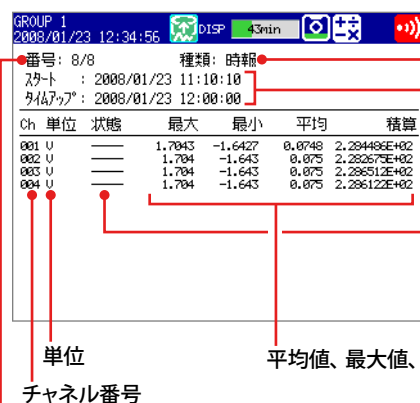 GROUP 1
2008/01/23 12:34:56 DISP 43min
番号: 8/8 種類: 時報
スタート : 2008/01/23 11:10:10
タイムアップ : 2008/01/23 12:00:00
Ch 単位 状態 最大 最小 平均 積算
001 V ―― 1.7043 -1.6427 0.0748 2.284486E+02
002 V ―― 1.704 -1.643 0.075 2.282675E+02
003 V ―― 1.704 -1.643 0.075 2.286512E+02
004 V ―― 1.704 -1.643 0.075 2.286122E+02
単位 平均値、最大値、
チャネル番号